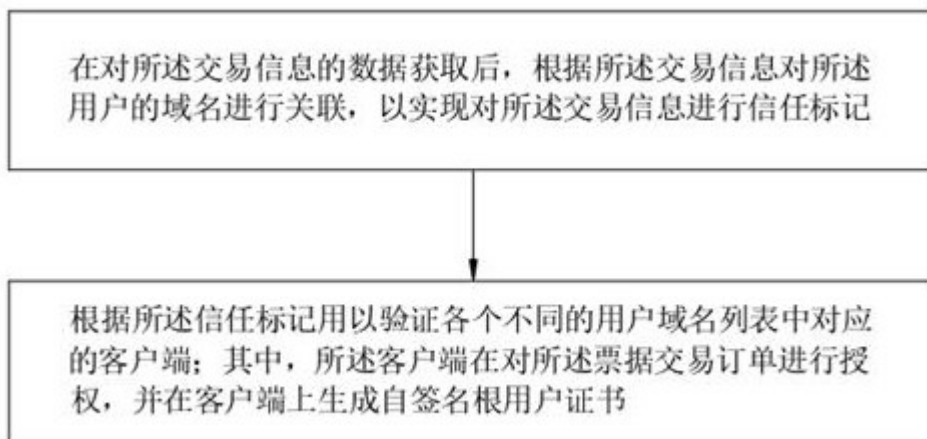 在对所述交易信息的数据获取后，根据所述交易信息对所述
用户的域名进行关联，以实现对所述交易信息进行信任标记
根据所述信任标记用以验证各个不同的用户域名列表中对应
的客户端；其中，所述客户端在对所述票据交易订单进行授
权，并在客户端上生成自签名根用户证书